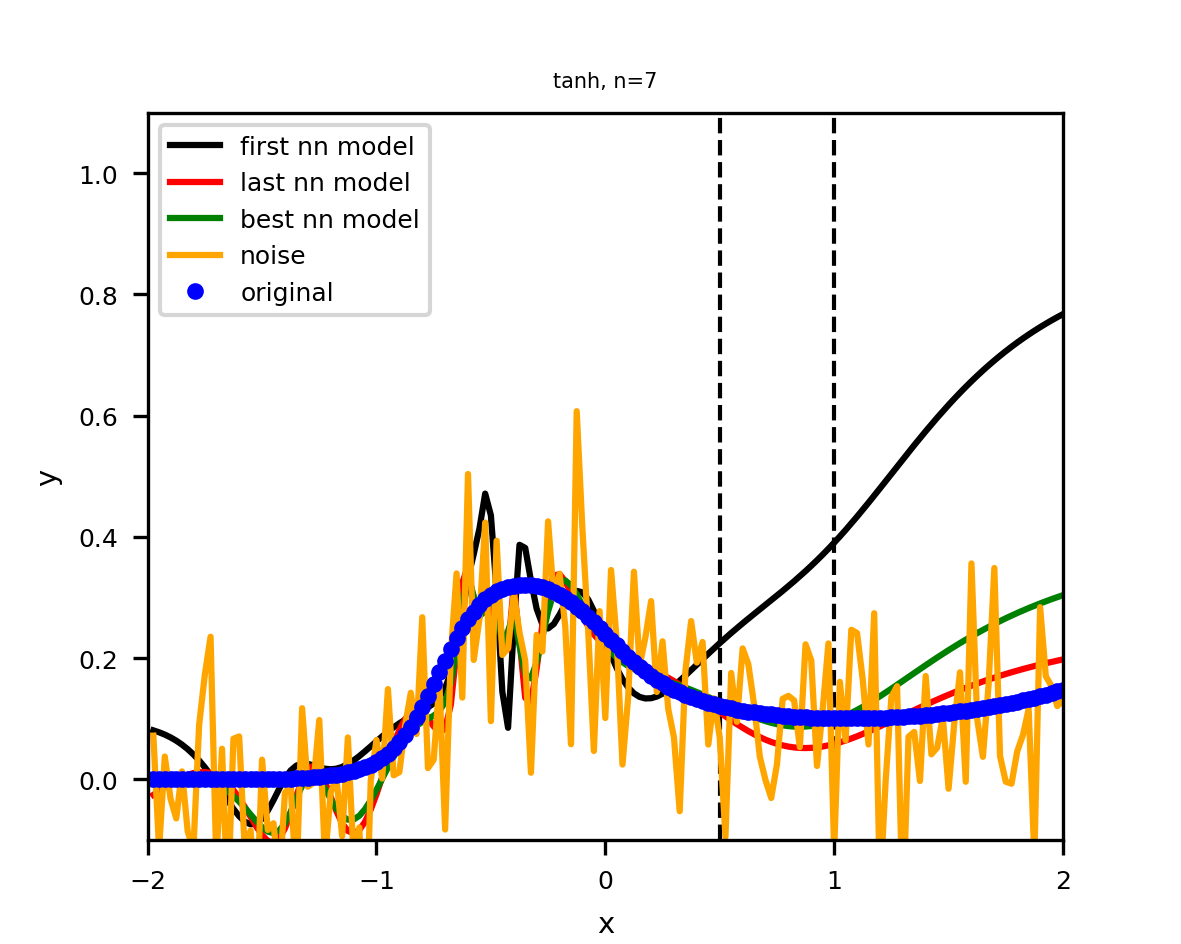 tanh, n=7
first nn model
last nn model
best nn model
noise
original
1.0
0.8
0.6
0.4
0.2
0.0
y
−2
−1
0
1
2
x